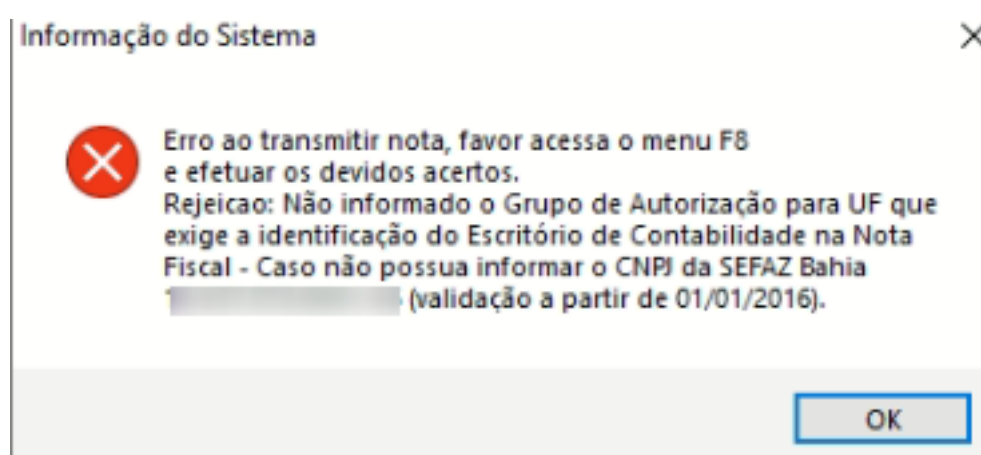 Informação do Sistema
Erro ao transmitir nota, favor acessa o menu F8
e efetuar os devidos acertos.
Rejeicao: Não informado o Grupo de Autorização para UF que
exige a identificação do Escritório de Contabilidade na Nota
Fiscal - Caso não possua informar o CNPJ da SEFAZ Bahia
(validação a partir de 01/01/2016).
OK